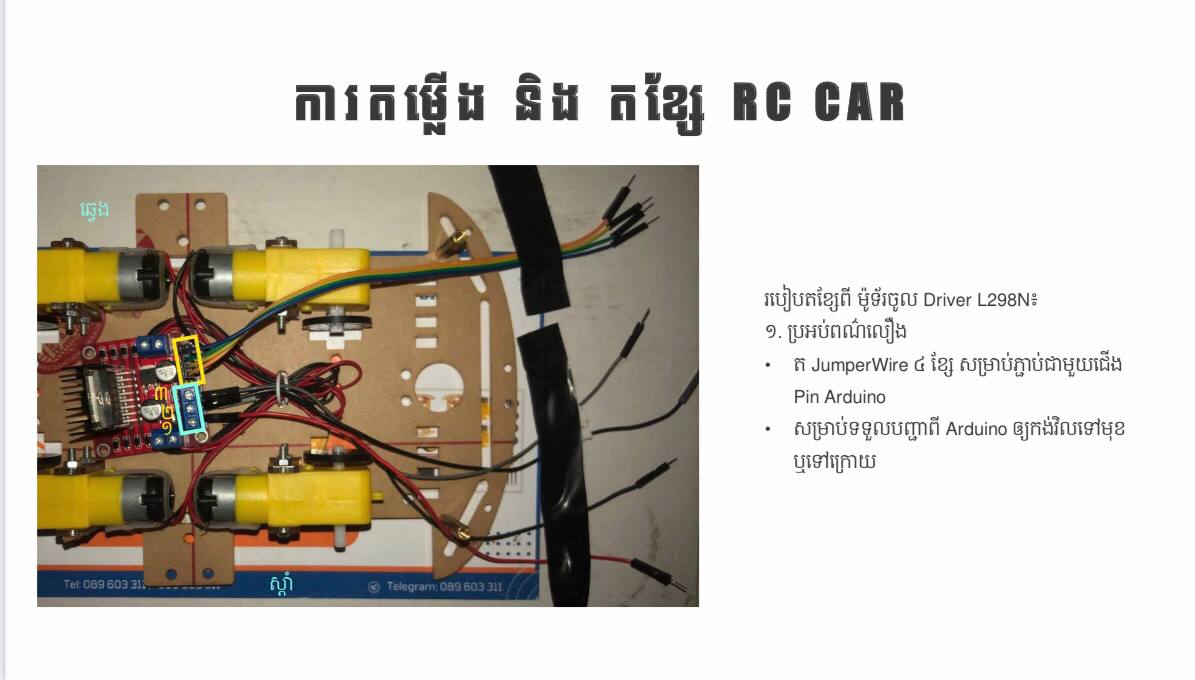 ការតម្លើង និង តខ្សែ RC CAR
ឆ្វេង
៣
២
១
ស្តាំ
Tel: 089 603 311
Telegram: 089 603 311
របៀបតខ្សែពី ម៉ូទ័រចូល Driver L298N៖
១. ប្រអប់ពណ៌លឿង
• ត JumperWire ៤ ខ្សែ សម្រាប់ភ្ជាប់ជាមួយជើង
Pin Arduino
• សម្រាប់ទទួលបញ្ជាពី Arduino ឲ្យកង់វិលទៅមុខ
ឬទៅក្រោយ